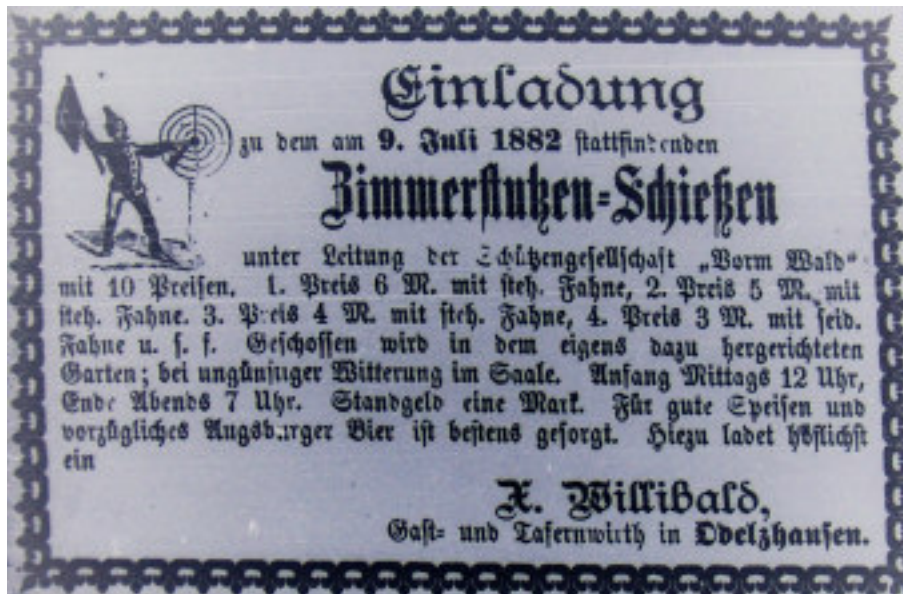 Einladung
zu dem am 9. Juli 1882 stattfindenden
Zimmerstutzen-Schießen
unter Leitung der Schützengesellschaft „Vorm Wald"
mit 10 Preisen. 1. Preis 6 M. mit steh. Fahne, 2. Preis 5 M. mit
steh. Fahne. 3. Preis 4 M. mit steh. Fahne, 4. Preis 3 M. mit seid.
Fahne u. s. f. Geschossen wird in dem eigens dazu hergerichteten
Garten; bei ungünstiger Witterung im Saale. Anfang Mittags 12 Uhr,
Ende Abends 7 Uhr. Standgeld eine Mark. Für gute Speisen und
vorzügliches Augsburger Bier ist bestens gesorgt. Hiezu ladet höflichst
ein
X. Willibald,
Gast- und Tafernwirth in Odelzhausen.